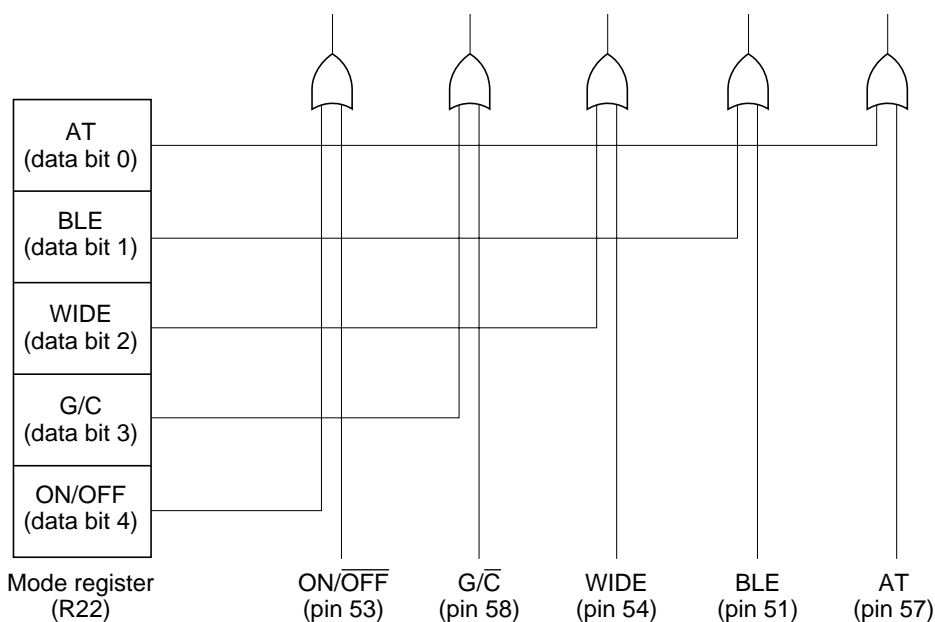 AT
(data bit 0)
BLE
(data bit 1)
WIDE
(data bit 2)
G/C
(data bit 3)
ON/OFF
(data bit 4)
Mode register
(R22)
ON/O̅F̅F̅
(pin 53)
G/C̅
(pin 58)
WIDE
(pin 54)
BLE
(pin 51)
AT
(pin 57)